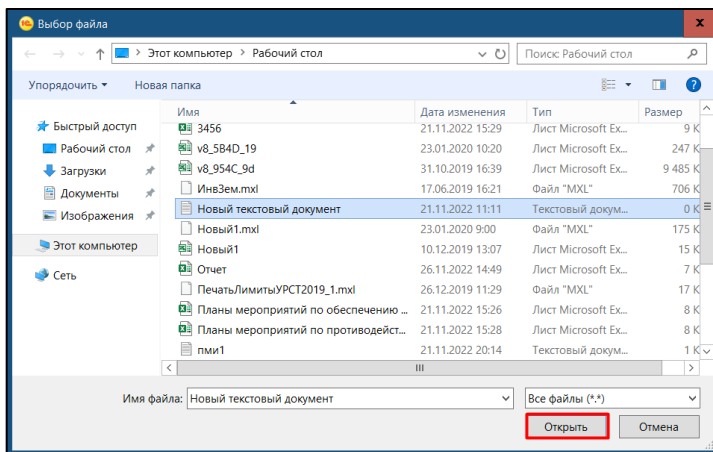 1С Выбор файла
Этот компьютер > Рабочий стол
Поиск: Рабочий стол
Упорядочить Новая папка
Имя Дата изменения Тип Размер
Быстрый доступ
Рабочий стол
Загрузки
Документы
Изображения
Этот компьютер
Сеть
3456 21.11.2022 15:29 Лист Microsoft Ex... 9 К
v8_5B4D_19 23.01.2020 10:20 Лист Microsoft Ex... 247 К
v8_954C_9d 31.10.2019 16:39 Лист Microsoft Ex... 9 485 К
ИнвЗем.mxl 17.06.2019 16:21 Файл "MXL" 706 К
Новый текстовый документ 21.11.2022 11:11 Текстовый докум... 0 К
Новый1.mxl 23.01.2020 9:00 Файл "MXL" 175 К
Новый1 10.12.2019 13:07 Лист Microsoft Ex... 15 К
Отчет 26.11.2022 14:49 Лист Microsoft Ex... 7 К
ПечатьЛимитыУРСТ2019_1.mxl 26.12.2019 11:29 Файл "MXL" 17 К
Планы мероприятий по обеспечению ... 21.11.2022 15:26 Лист Microsoft Ex... 8 К
Планы мероприятий по противодейст... 21.11.2022 15:28 Лист Microsoft Ex... 8 К
пми1 21.11.2022 20:14 Текстовый докум... 1 К
Имя файла: Новый текстовый документ Все файлы (*.*)
Открыть Отмена